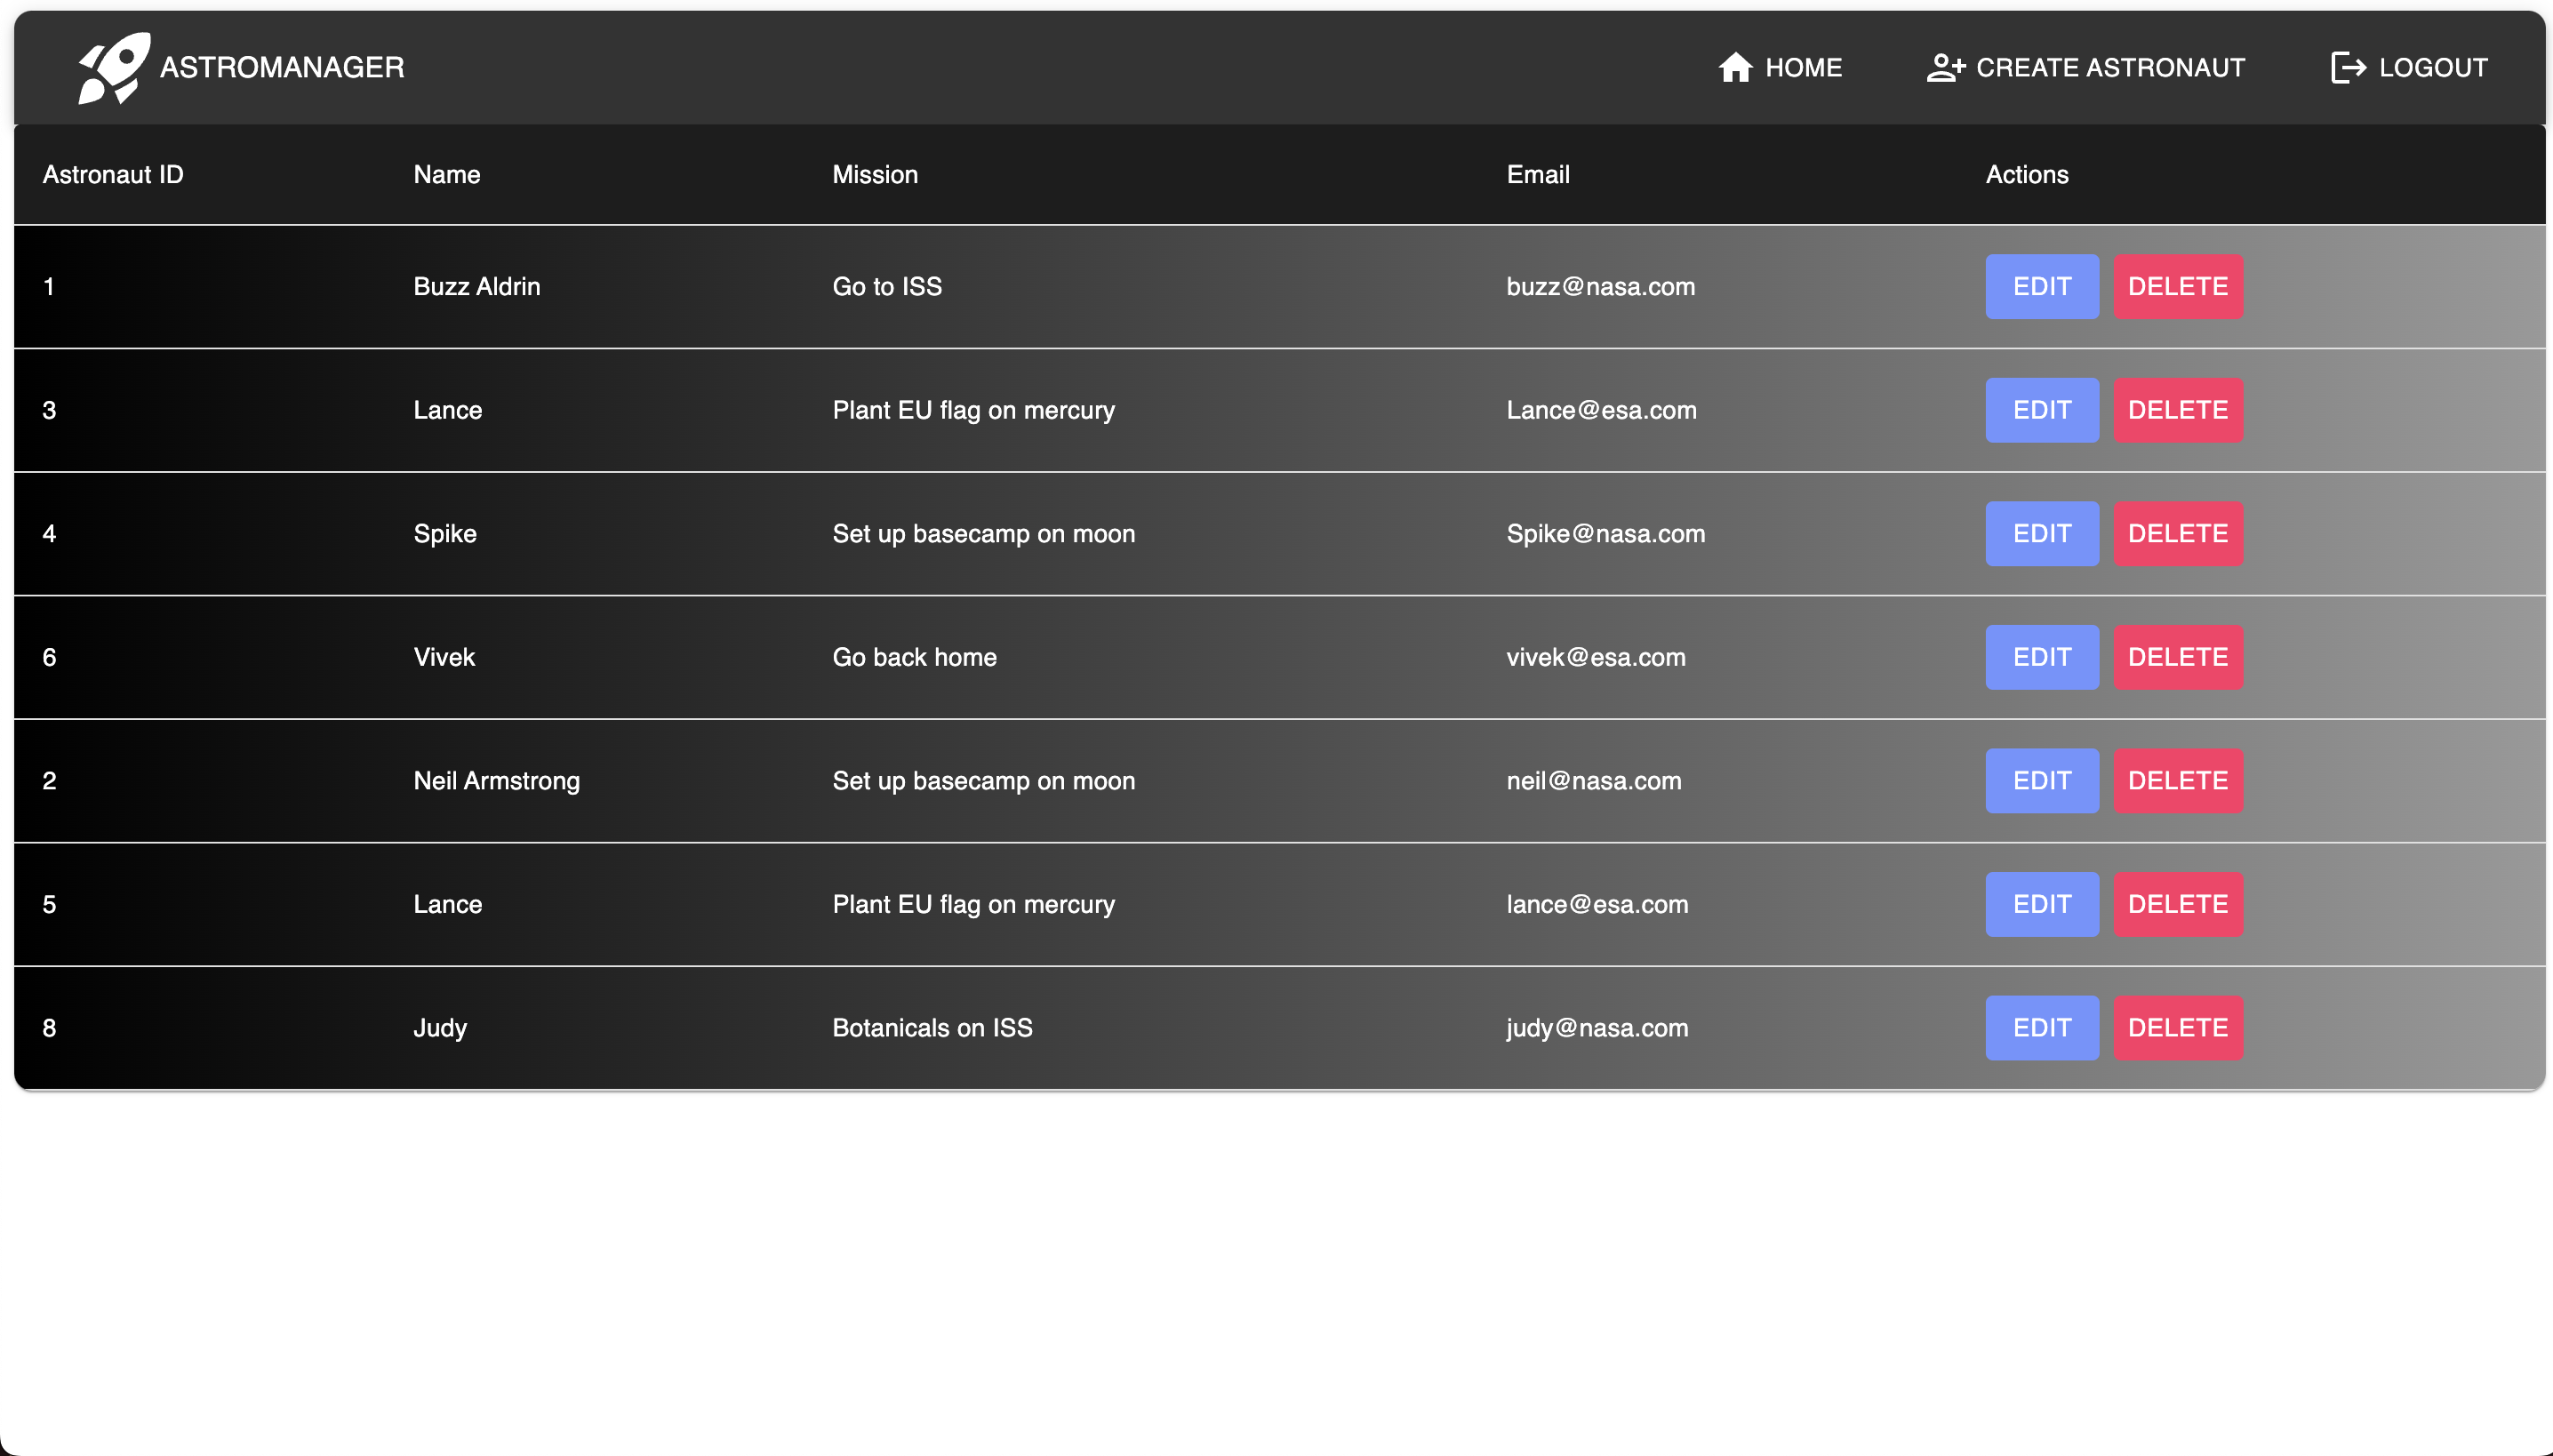 ASTROMANAGER HOME CREATE ASTRONAUT LOGOUT
Astronaut ID Name Mission Email Actions
1 Buzz Aldrin Go to ISS buzz@nasa.com EDIT DELETE
3 Lance Plant EU flag on mercury Lance@esa.com EDIT DELETE
4 Spike Set up basecamp on moon Spike@nasa.com EDIT DELETE
6 Vivek Go back home vivek@esa.com EDIT DELETE
2 Neil Armstrong Set up basecamp on moon neil@nasa.com EDIT DELETE
5 Lance Plant EU flag on mercury lance@esa.com EDIT DELETE
8 Judy Botanicals on ISS judy@nasa.com EDIT DELETE